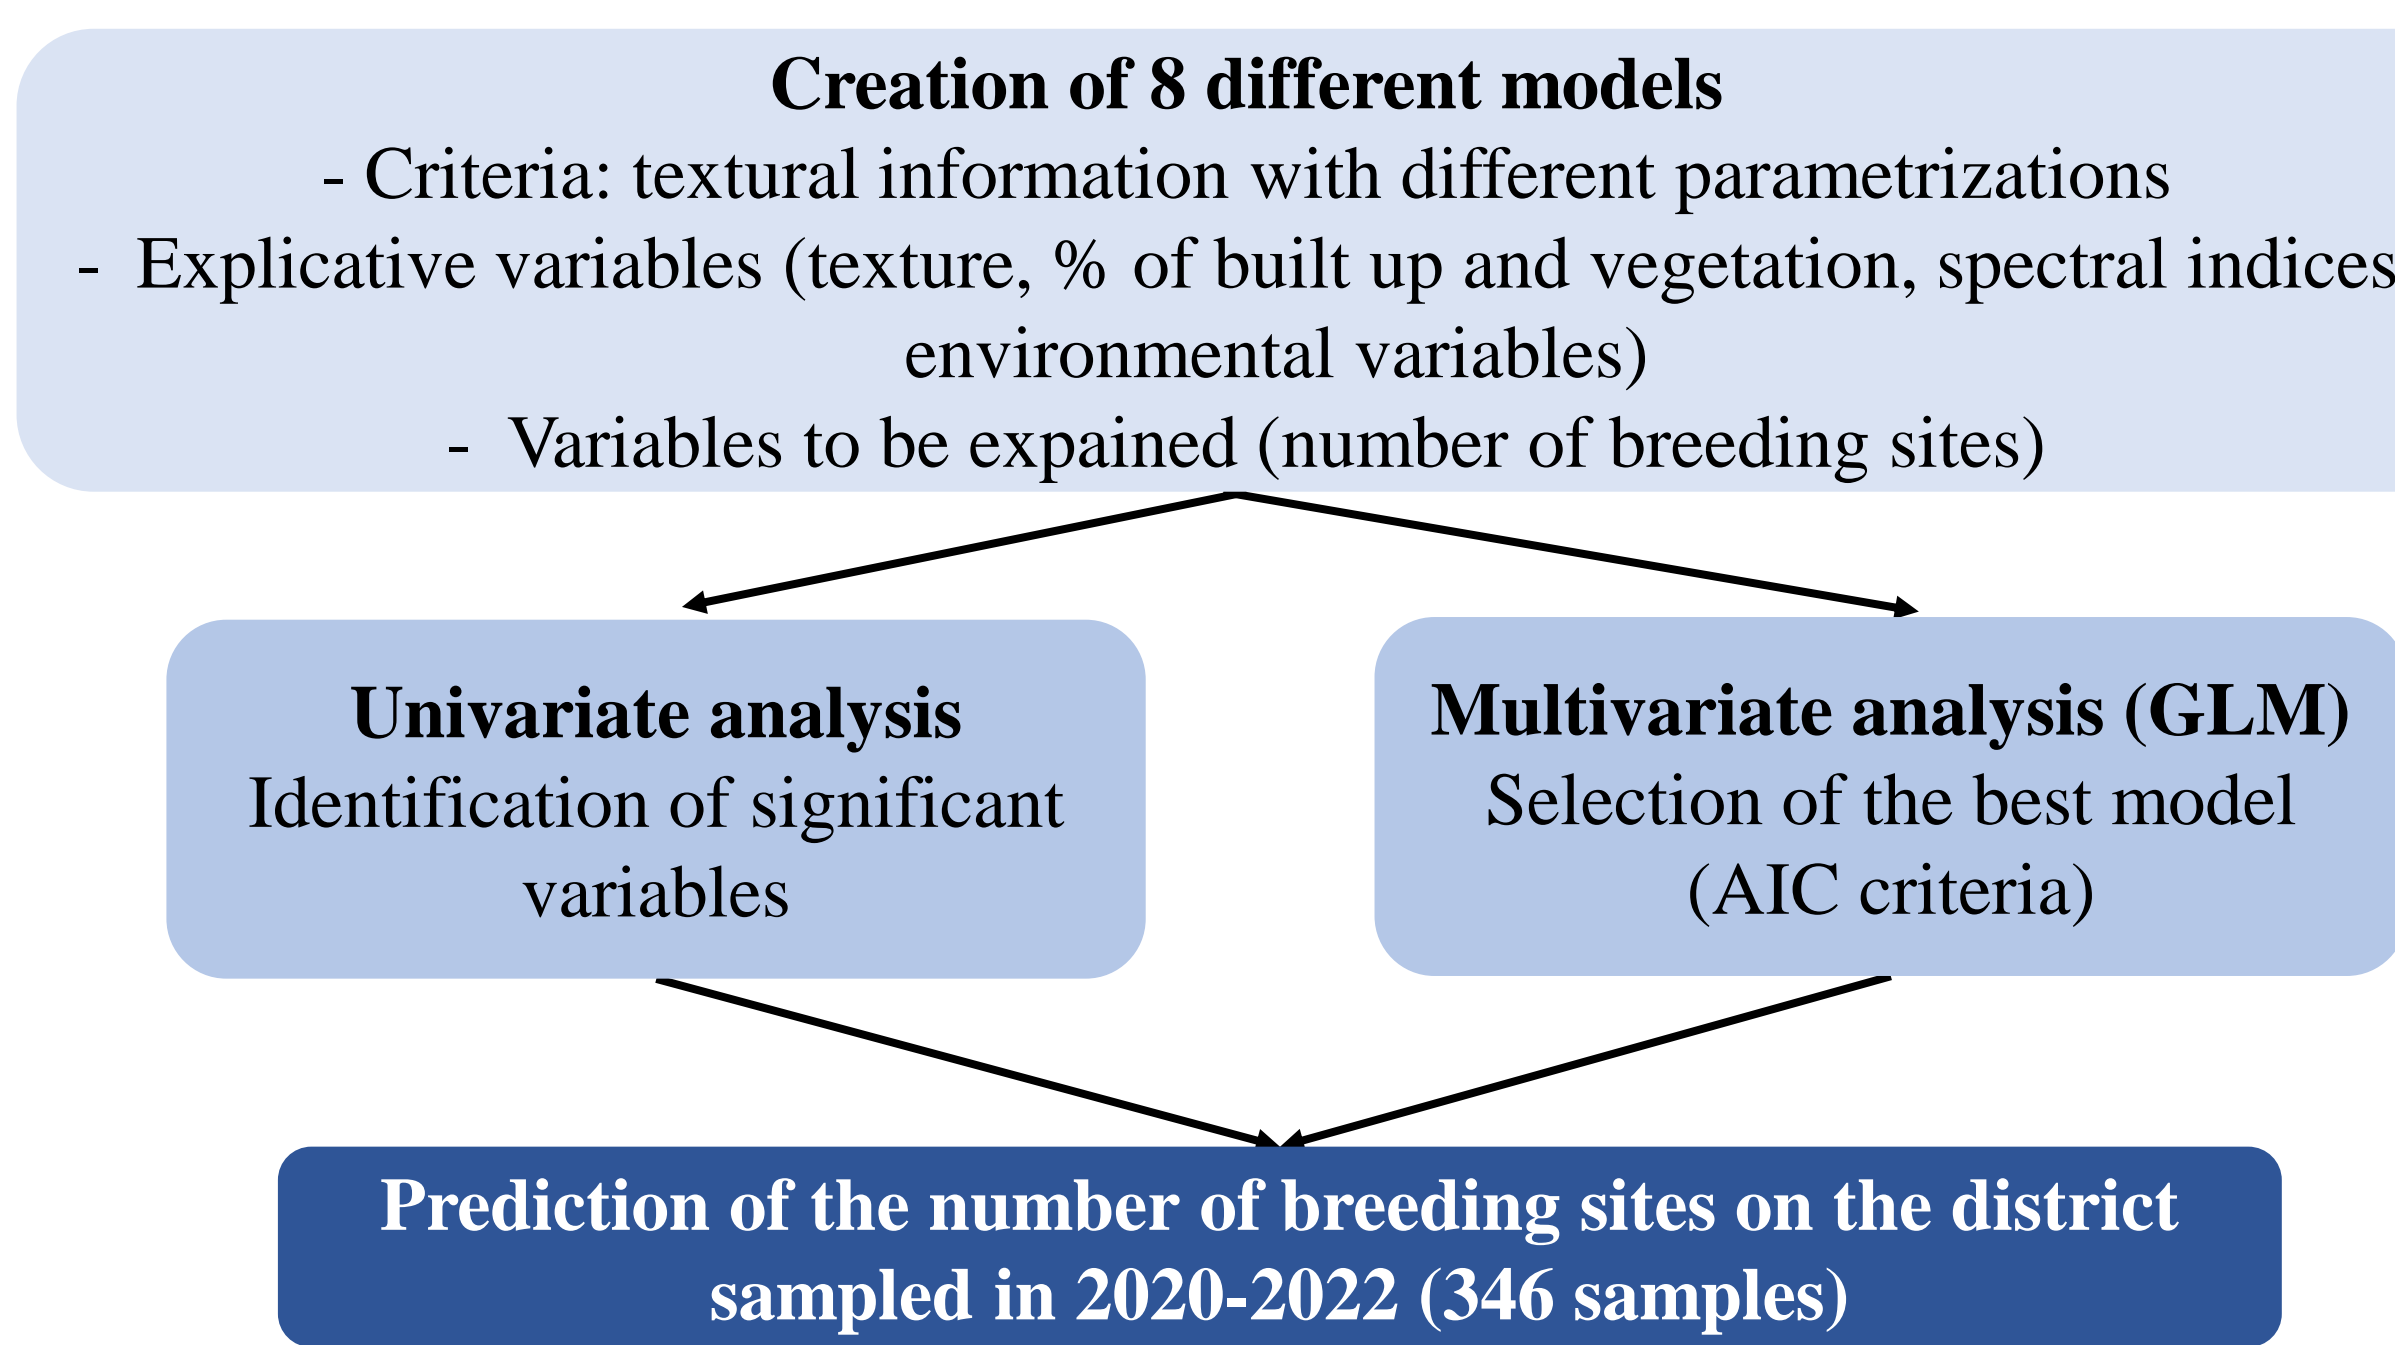 Creation of 8 different models
- Criteria: textural information with different parametrizations
- Explicative variables (texture, % of built up and vegetation, spectral indices
environmental variables)
- Variables to be expained (number of breeding sites)
Univariate analysis
Identification of significant
variables
Multivariate analysis (GLM)
Selection of the best model
(AIC criteria)
Prediction of the number of breeding sites on the district
sampled in 2020-2022 (346 samples)